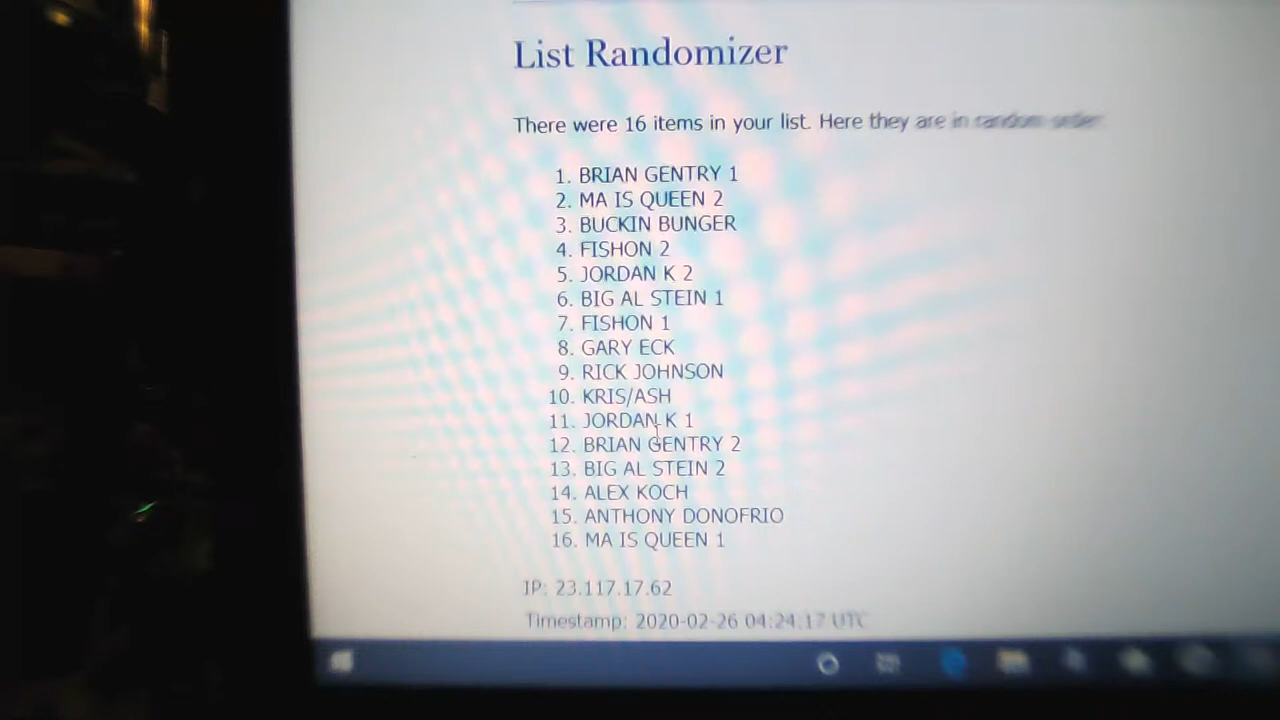 List Randomizer
There were 16 items in your list. Here they are in random order:
1. BRIAN GENTRY 1
2. MA IS QUEEN 2
3. BUCKIN BUNGER
4. FISHON 2
5. JORDAN K 2
6. BIG AL STEIN 1
7. FISHON 1
8. GARY ECK
9. RICK JOHNSON
10. KRIS/ASH
11. JORDAN K 1
12. BRIAN GENTRY 2
13. BIG AL STEIN 2
14. ALEX KOCH
15. ANTHONY DONOFRIO
16. MA IS QUEEN 1
IP: 23.117.17.62
Timestamp: 2020-02-26 04:24:17 UTC